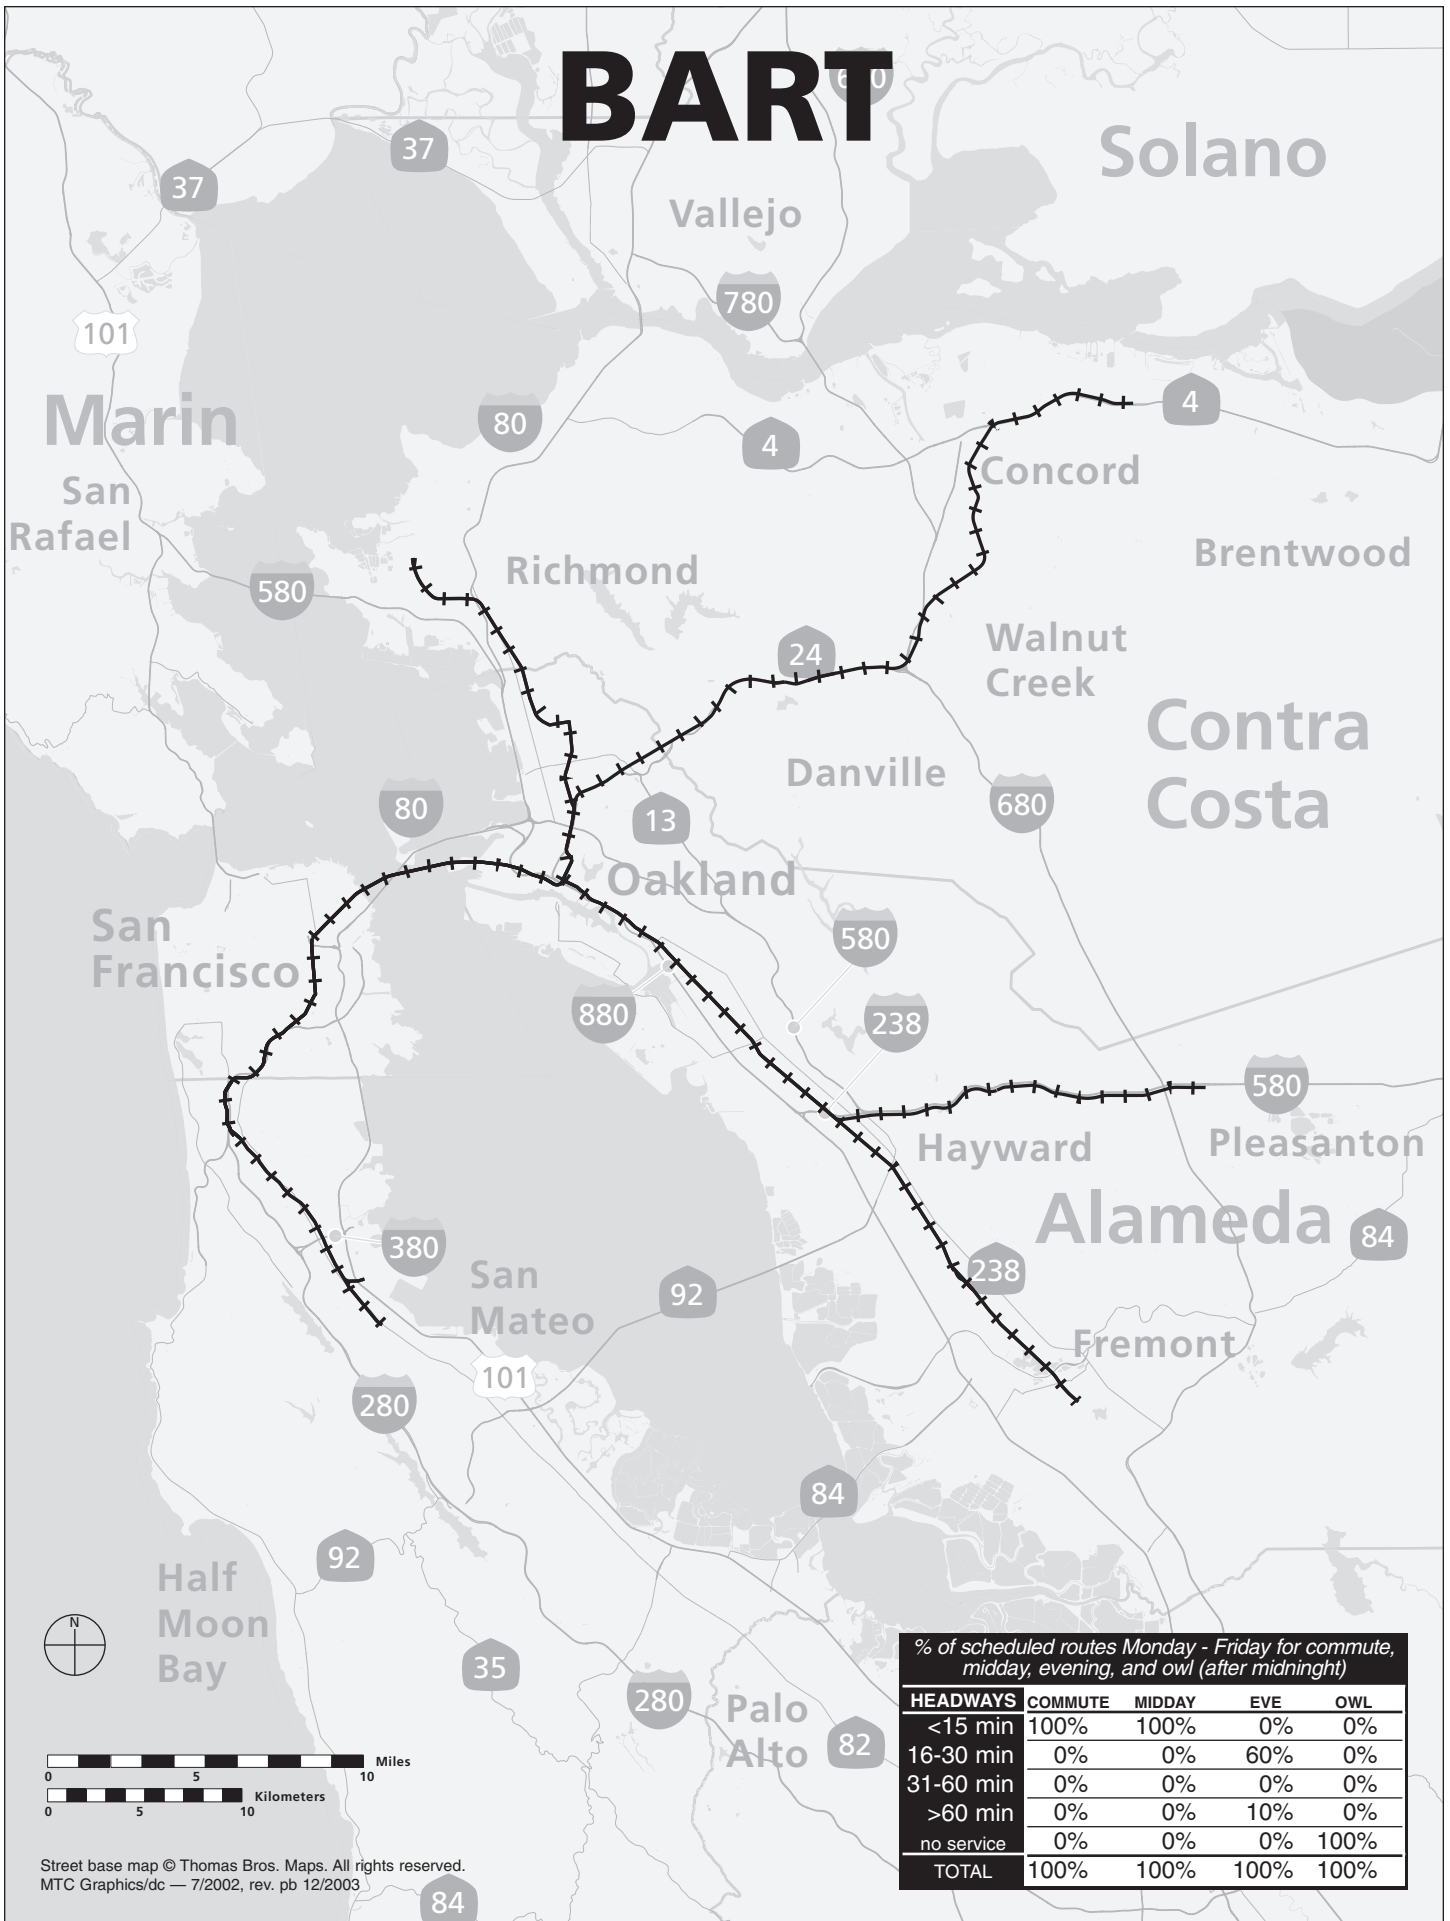 BART
680
Solano
37
37
Vallejo
780
101
Marin
80
4
4
San
Rafael
Concord
Brentwood
580
Richmond
24
Walnut
Creek
Contra
Costa
Danville
80
13
680
Oakland
San
Francisco
580
880
238
580
Hayward
Pleasanton
Alameda
84
380
San
Mateo
92
238
Fremont
101
280
84
92
Half
Moon
Bay
N
35
280
Palo
Alto
82
% of scheduled routes Monday - Friday for commute,
midday, evening, and owl (after midninght)
HEADWAYS COMMUTE MIDDAY EVE OWL
<15 min 100% 100% 0% 0%
16-30 min 0% 0% 60% 0%
31-60 min 0% 0% 0% 0%
>60 min 0% 0% 10% 0%
no service 0% 0% 0% 100%
TOTAL 100% 100% 100% 100%
Miles
0 5 10
Kilometers
0 5 10
Street base map © Thomas Bros. Maps. All rights reserved.
MTC Graphics/dc — 7/2002, rev. pb 12/2003
84